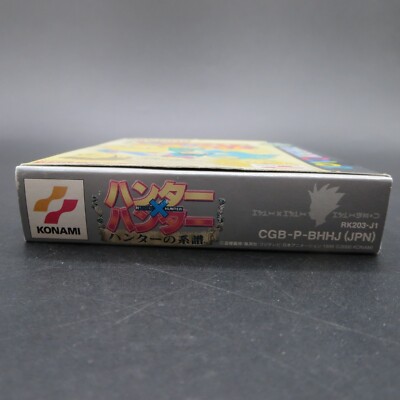 KONAMI
ハンター
×
HUNTER
ハンター
ハンターの系譜
RK203-J1
CGB-P-BHHJ (JPN)